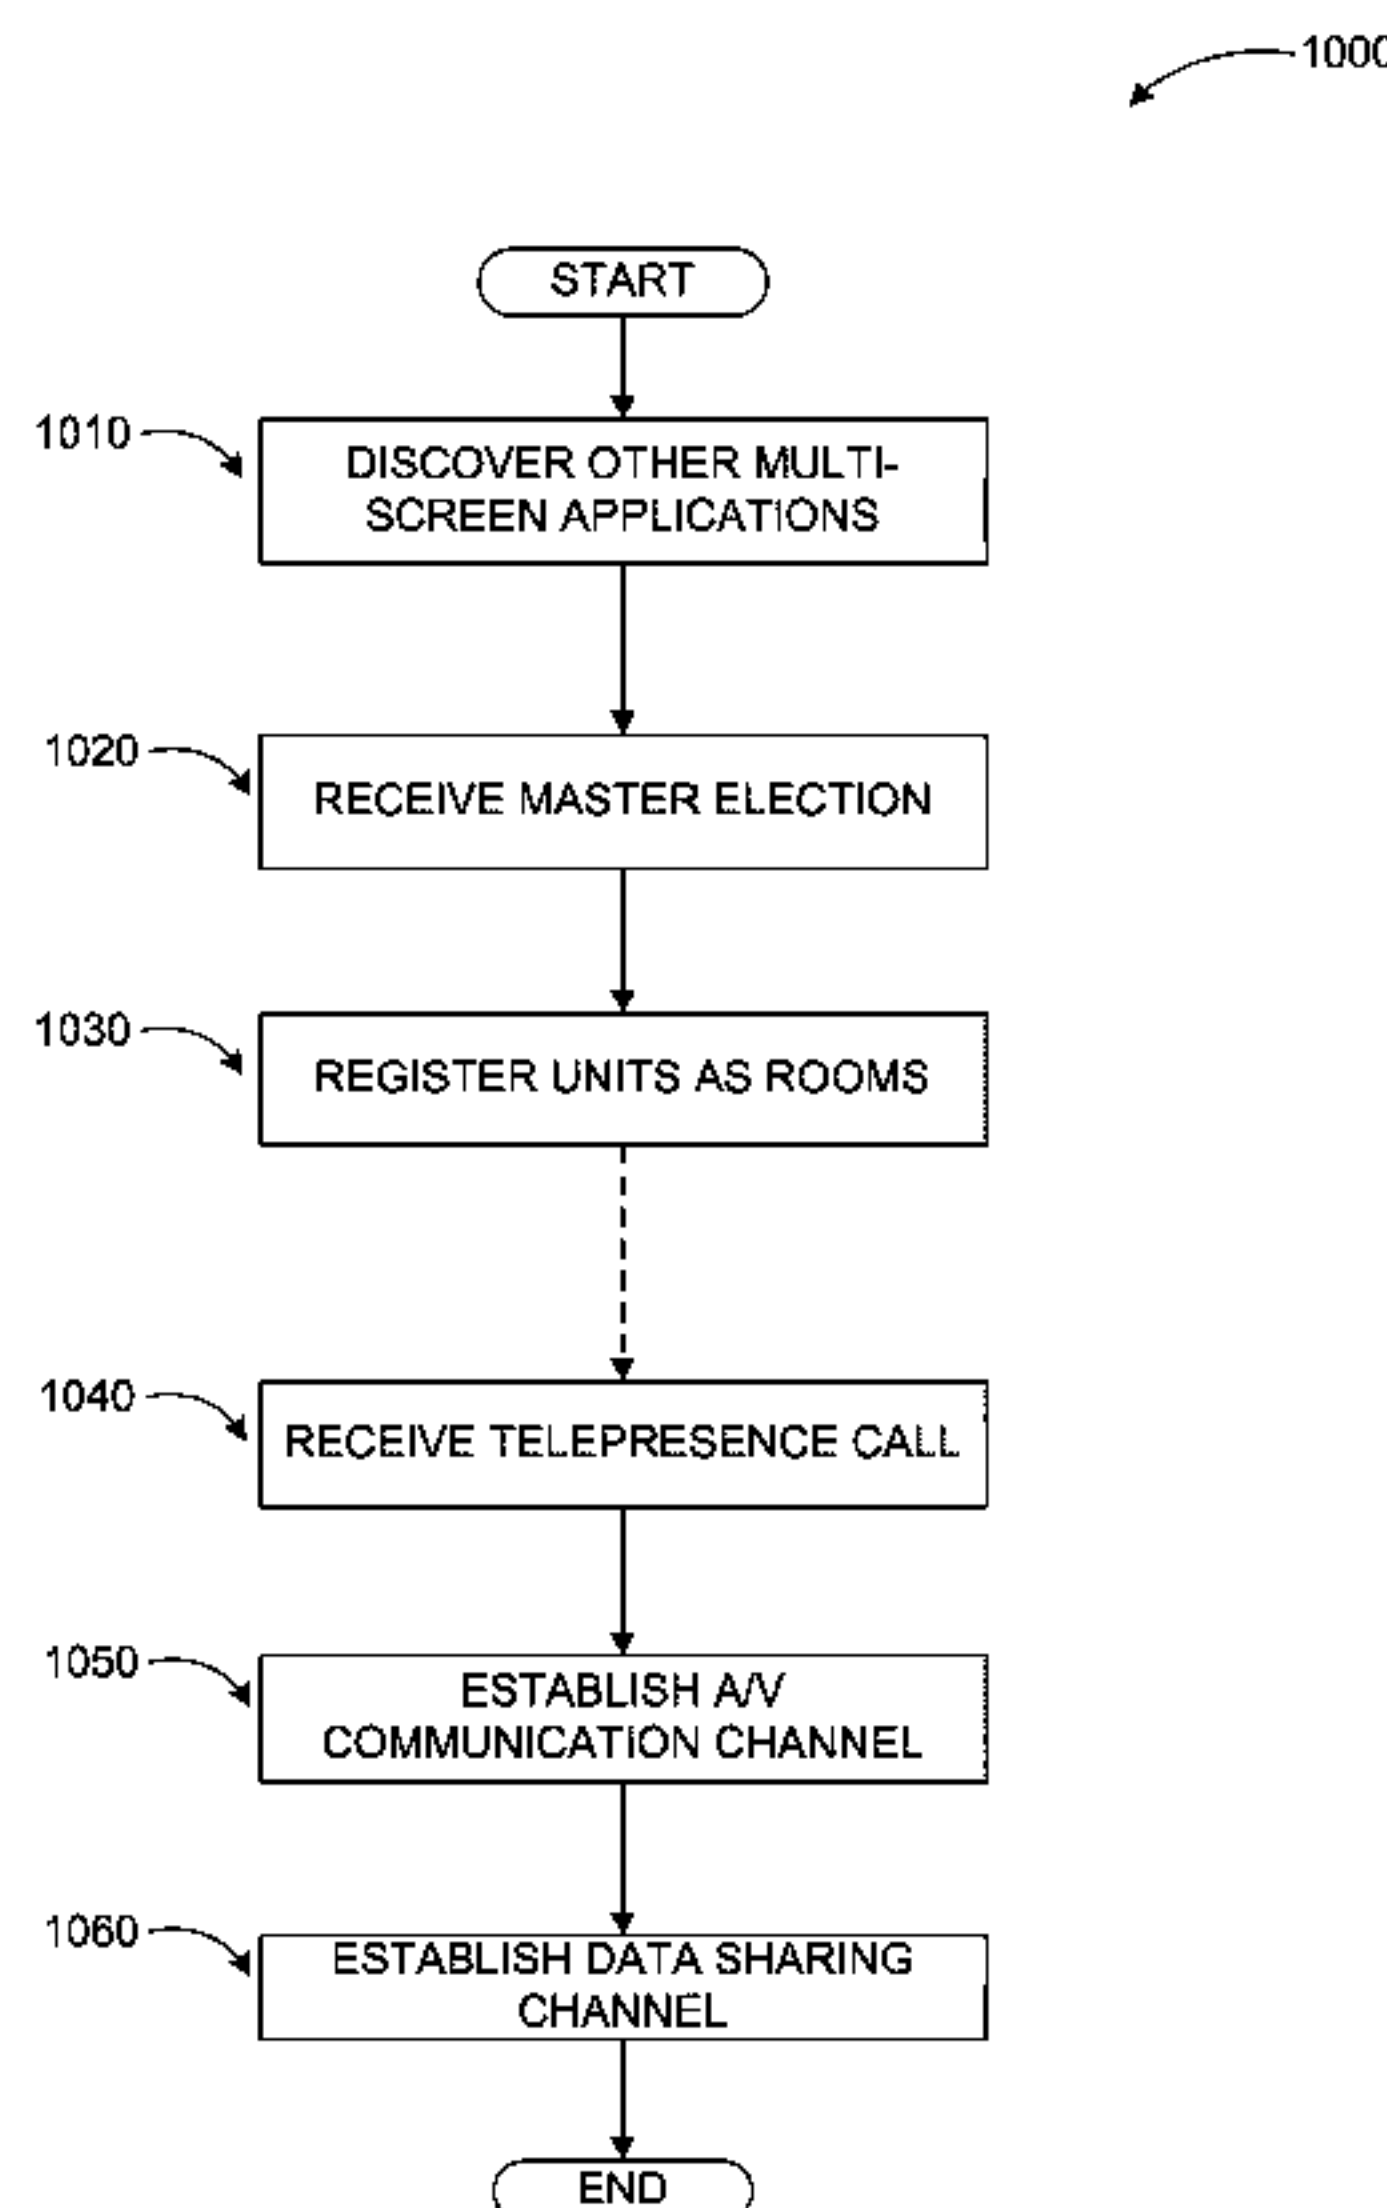 1000
START
1010
DISCOVER OTHER MULTI-
SCREEN APPLICATIONS
1020
RECEIVE MASTER ELECTION
1030
REGISTER UNITS AS ROOMS
1040
RECEIVE TELEPRESENCE CALL
1050
ESTABLISH A/V
COMMUNICATION CHANNEL
1060
ESTABLISH DATA SHARING
CHANNEL
END